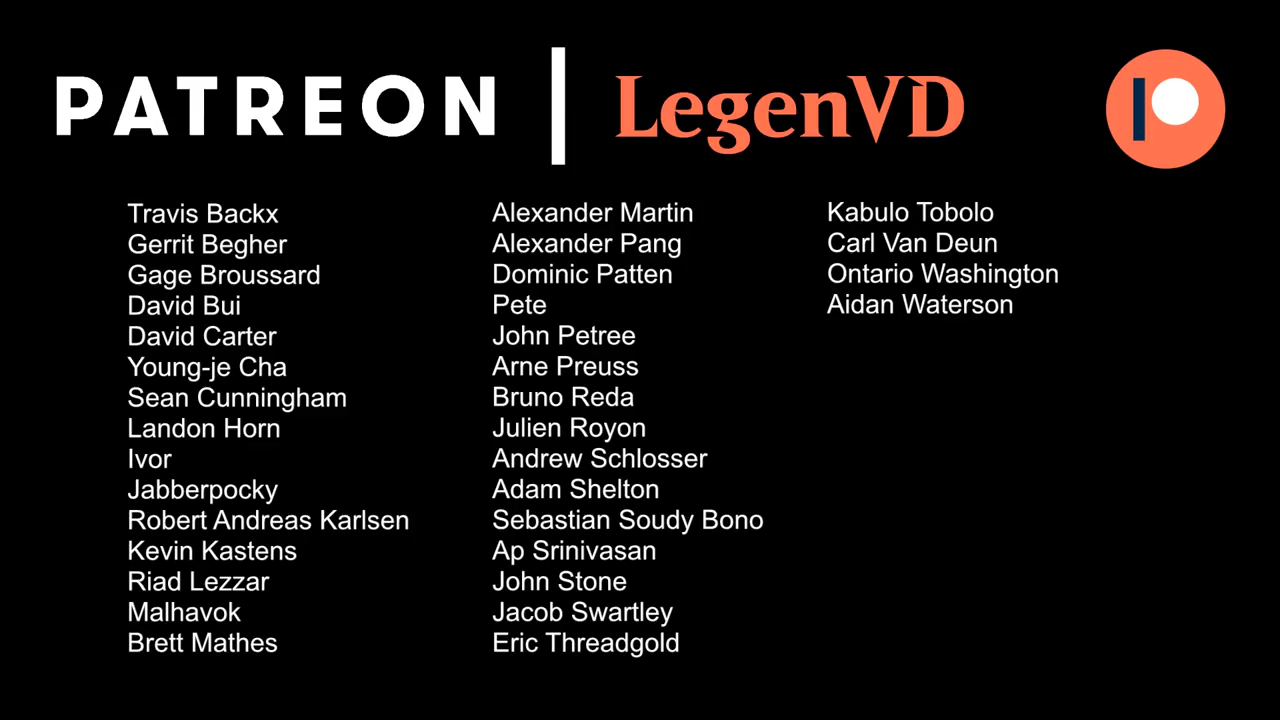 PATREON | LegenVD
Travis Backx
Gerrit Begher
Gage Broussard
David Bui
David Carter
Young-je Cha
Sean Cunningham
Landon Horn
Ivor
Jabberpocky
Robert Andreas Karlsen
Kevin Kastens
Riad Lezzar
Malhavok
Brett Mathes
Alexander Martin
Alexander Pang
Dominic Patten
Pete
John Petree
Arne Preuss
Bruno Reda
Julien Royon
Andrew Schlosser
Adam Shelton
Sebastian Soudy Bono
Ap Srinivasan
John Stone
Jacob Swartley
Eric Threadgold
Kabulo Tobolo
Carl Van Deun
Ontario Washington
Aidan Waterson